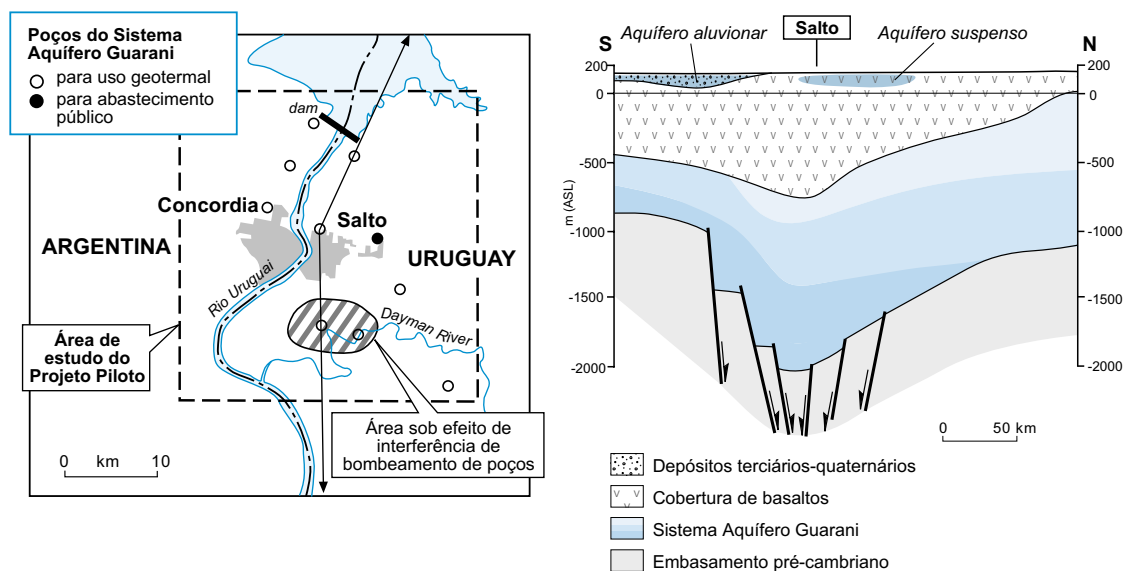 Poços do Sistema
Aquífero Guarani
para uso geotermal
para abastecimento
público
dam
Concordia
Salto
ARGENTINA
URUGUAY
Rio Uruguai
Dayman River
Área de
estudo do
Projeto Piloto
Área sob efeito de
interferência de
bombeamento de poços
0 km 10
Salto
S
Aquífero aluvionar
Aquífero suspenso
N
200
0
-500
-1000
-1500
-2000
m (ASL)
200
0
-500
-1000
-1500
-2000
0 50 km
Depósitos terciários-quaternários
Cobertura de basaltos
Sistema Aquífero Guarani
Embasamento pré-cambriano